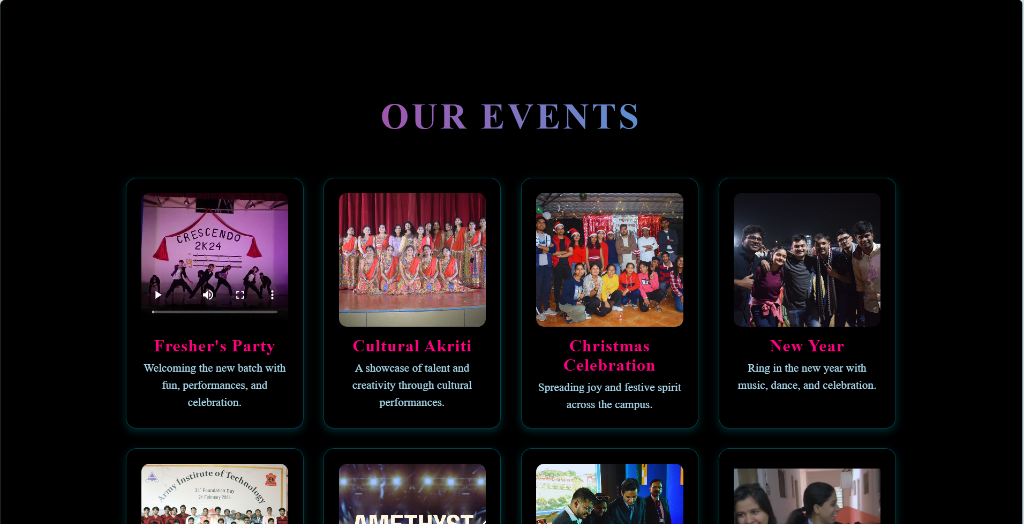 OUR EVENTS
CRESCENDO
2K24
Fresher's Party
Welcoming the new batch with
fun, performances, and
celebration.
Cultural Akriti
A showcase of talent and
creativity through cultural
performances.
Christmas
Celebration
Spreading joy and festive spirit
across the campus.
New Year
Ring in the new year with
music, dance, and celebration.
Army Institute of Technology
Foundation Day
AMETHYST